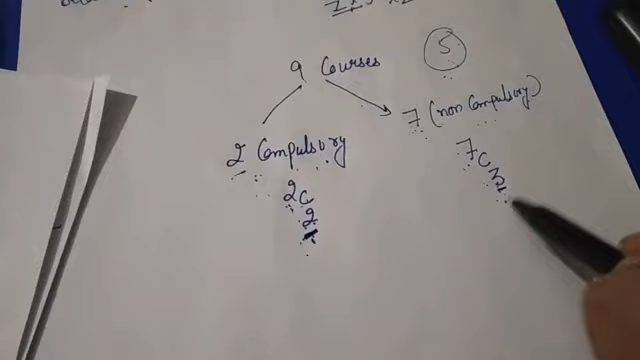 9 Courses
5
2 Compulsory
7 (non Compulsory)
2C2
7C3